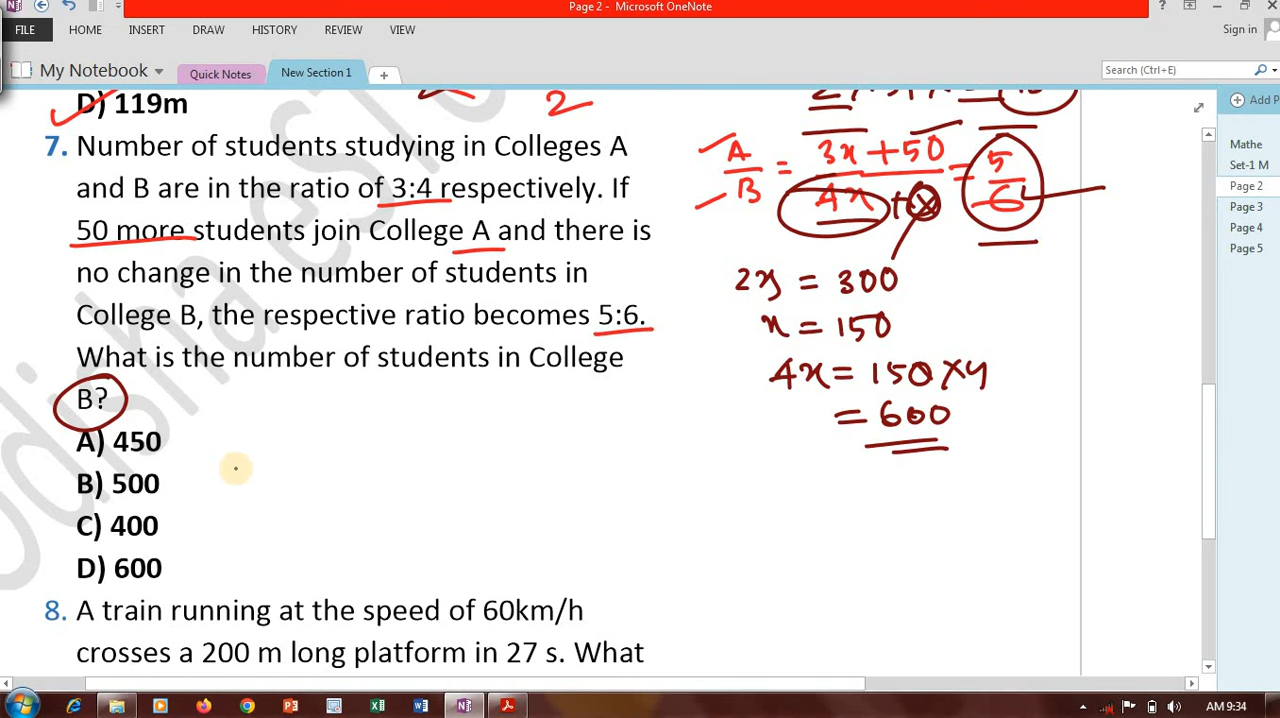 Page 2 - Microsoft OneNote
FILE HOME INSERT DRAW HISTORY REVIEW VIEW
Sign in
My Notebook Quick Notes New Section 1
Search (Ctrl+E)
Add P
Mathe
Set-1 M
Page 2
Page 3
Page 4
Page 5
D) 119m
2
7. Number of students studying in Colleges A
and B are in the ratio of 3:4 respectively. If
50 more students join College A and there is
no change in the number of students in
College B, the respective ratio becomes 5:6.
What is the number of students in College
B?
A) 450
B) 500
C) 400
D) 600
8. A train running at the speed of 60km/h
crosses a 200 m long platform in 27 s. What
A/B = 3x+50/4x+x = 5/6
2x = 300
x = 150
4x = 150x4
= 600
AM 9:34